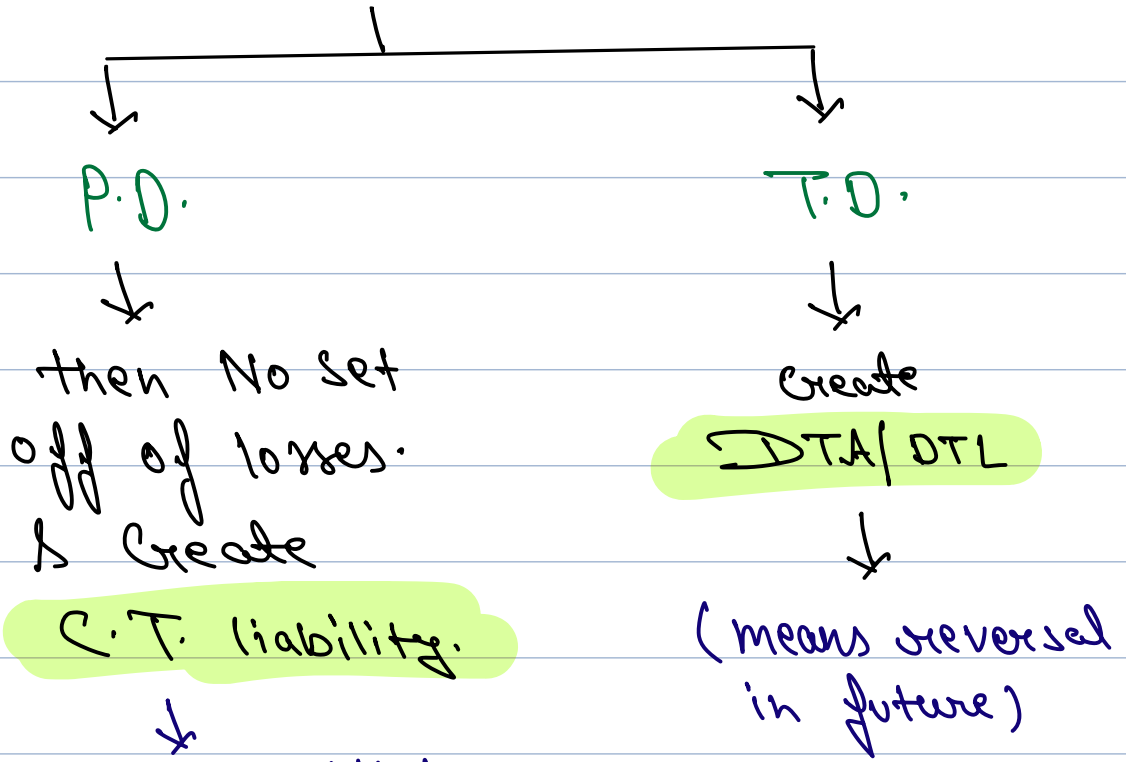 P.D.
T.D.
then No set
off of losses.
& Create
C.T. liability.
create
DTA/DTL
(means reversal
in future)